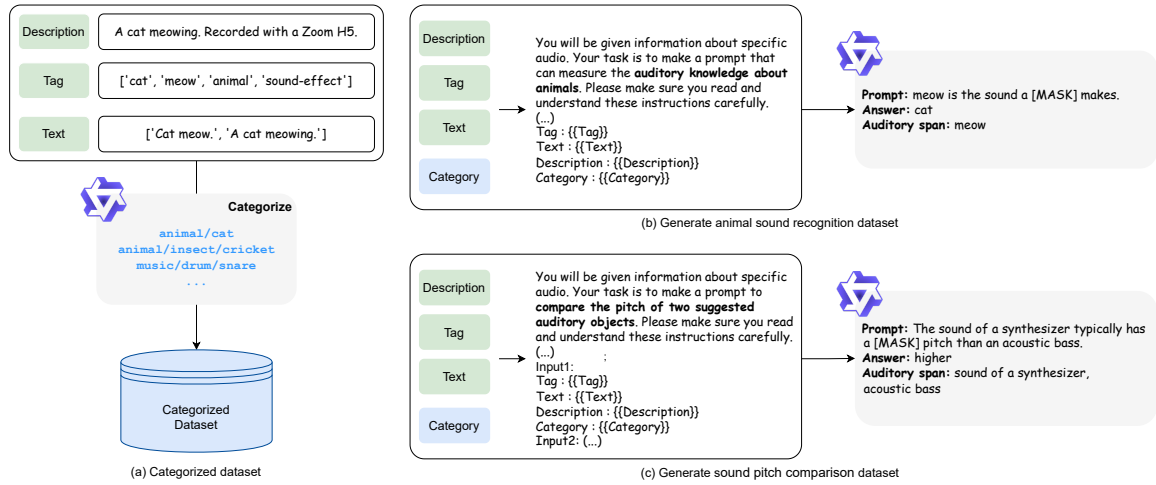 Description
A cat meowing. Recorded with a Zoom H5.
Tag
['cat', 'meow', 'animal', 'sound-effect']
Text
['Cat meow.', 'A cat meowing.']
Categorize
animal/cat
animal/insect/cricket
music/drum/snare
...
Categorized
Dataset
(a) Categorized dataset
Description
Tag
Text
Category
You will be given information about specific
audio. Your task is to make a prompt that
can measure the auditory knowledge about
animals. Please make sure you read and
understand these instructions carefully.
(...)
Tag : {{Tag}}
Text : {{Text}}
Description : {{Description}}
Category : {{Category}}
Prompt: meow is the sound a [MASK] makes.
Answer: cat
Auditory span: meow
(b) Generate animal sound recognition dataset
Description
Tag
Text
Category
You will be given information about specific
audio. Your task is to make a prompt to
compare the pitch of two suggested
auditory objects. Please make sure you read
and understand these instructions carefully.
(...)
;
Input1:
Tag : {{Tag}}
Text : {{Text}}
Description : {{Description}}
Category : {{Category}}
Input2: (...)
Prompt: The sound of a synthesizer typically has
a [MASK] pitch than an acoustic bass.
Answer: higher
Auditory span: sound of a synthesizer,
acoustic bass
(c) Generate sound pitch comparison dataset